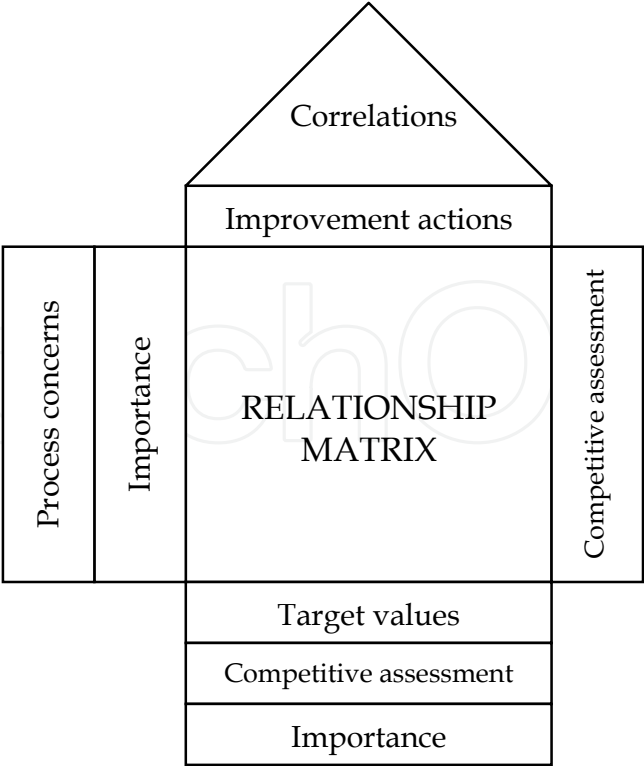 Correlations
Improvement actions
Process concerns
Importance
RELATIONSHIP
MATRIX
Competitive assessment
Target values
Competitive assessment
Importance